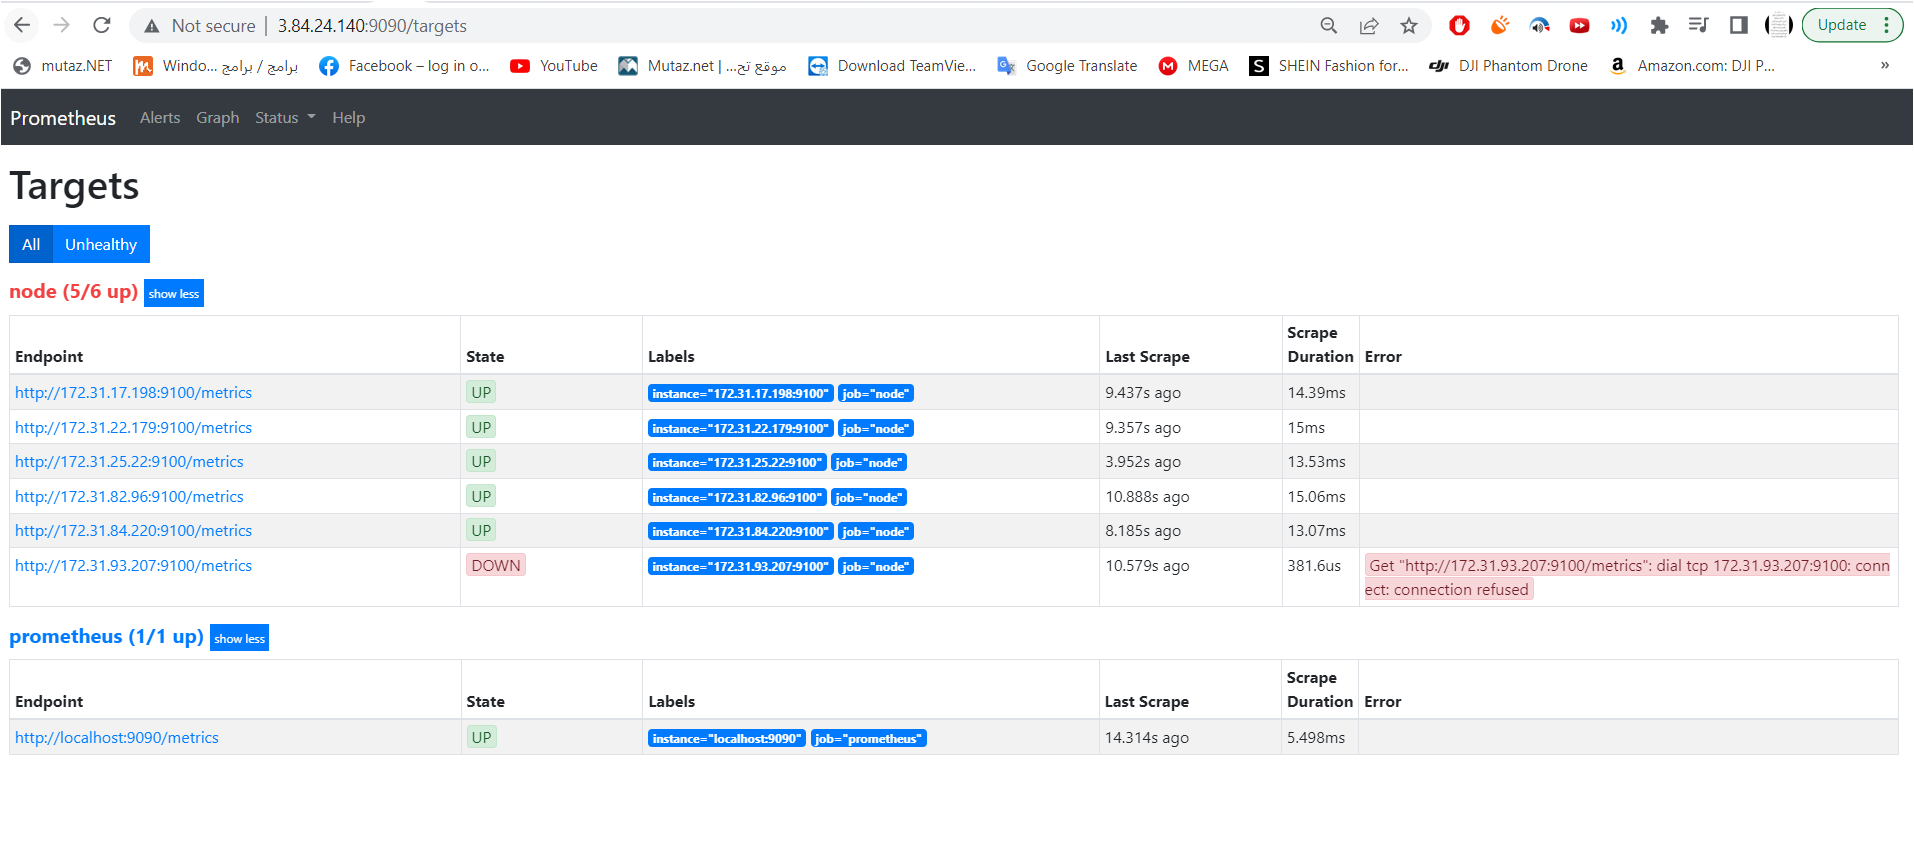 Not secure | 3.84.24.140:9090/targets Update
mutaz.NET Windo... برامج / برامج Facebook – log in o... YouTube Mutaz.net | ...موقع تح Download TeamVie... Google Translate MEGA SHEIN Fashion for... DJI Phantom Drone Amazon.com: DJI P... »
Prometheus Alerts Graph Status Help
Targets
All Unhealthy
node (5/6 up) show less
Endpoint State Labels Last Scrape Scrape Duration Error
http://172.31.17.198:9100/metrics UP instance="172.31.17.198:9100" job="node" 9.437s ago 14.39ms
http://172.31.22.179:9100/metrics UP instance="172.31.22.179:9100" job="node" 9.357s ago 15ms
http://172.31.25.22:9100/metrics UP instance="172.31.25.22:9100" job="node" 3.952s ago 13.53ms
http://172.31.82.96:9100/metrics UP instance="172.31.82.96:9100" job="node" 10.888s ago 15.06ms
http://172.31.84.220:9100/metrics UP instance="172.31.84.220:9100" job="node" 8.185s ago 13.07ms
http://172.31.93.207:9100/metrics DOWN instance="172.31.93.207:9100" job="node" 10.579s ago 381.6us Get "http://172.31.93.207:9100/metrics": dial tcp 172.31.93.207:9100: conn
ect: connection refused
prometheus (1/1 up) show less
Endpoint State Labels Last Scrape Scrape Duration Error
http://localhost:9090/metrics UP instance="localhost:9090" job="prometheus" 14.314s ago 5.498ms